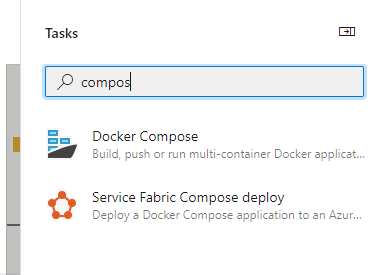 Tasks
compos
Docker Compose
Build, push or run multi-container Docker applicat...
Service Fabric Compose deploy
Deploy a Docker Compose application to an Azur...